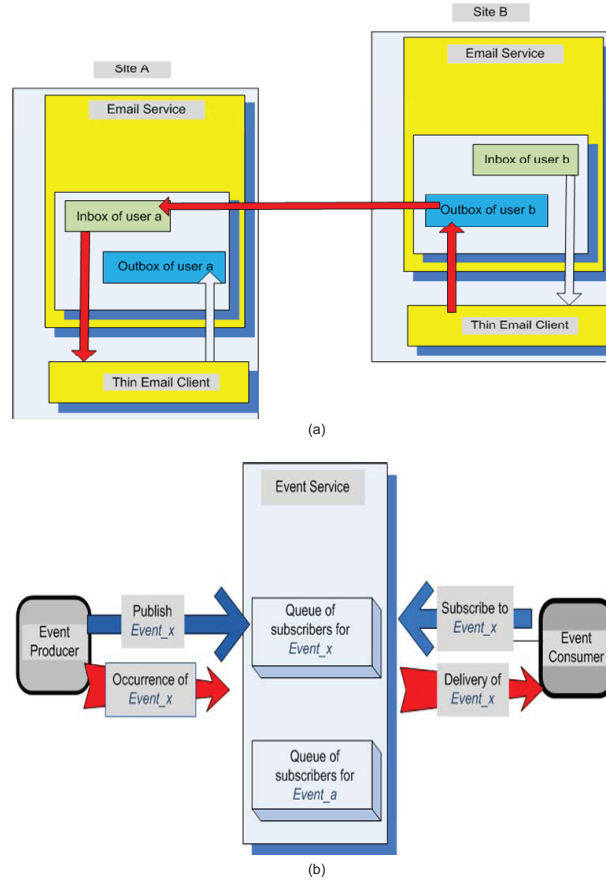 Site B
Email Service
Site A
Email Service
Inbox of user b
Inbox of user a
Outbox of user b
Outbox of user a
Thin Email Client
Thin Email Client
(a)
Event Service
Publish
Event_x
Subscribe to
Event_x
Queue of
subscribers for
Event_x
Event
Producer
Event
Consumer
Occurrence of
Event_x
Delivery of
Event_x
Queue of
subscribers for
Event_a
(b)